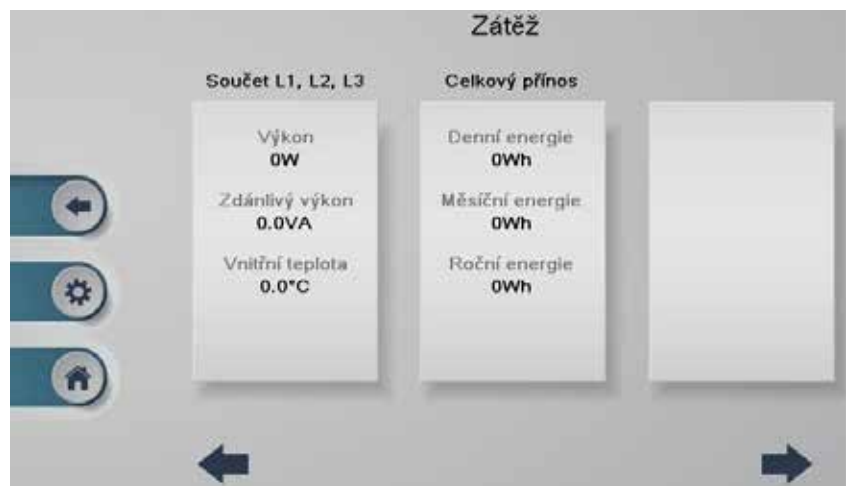 Zátěž
Součet L1, L2, L3
Výkon
0W
Zdánlivý výkon
0.0VA
Vnitřní teplota
0.0°C
Celkový přínos
Denní energie
0Wh
Měsíční energie
0Wh
Roční energie
0Wh